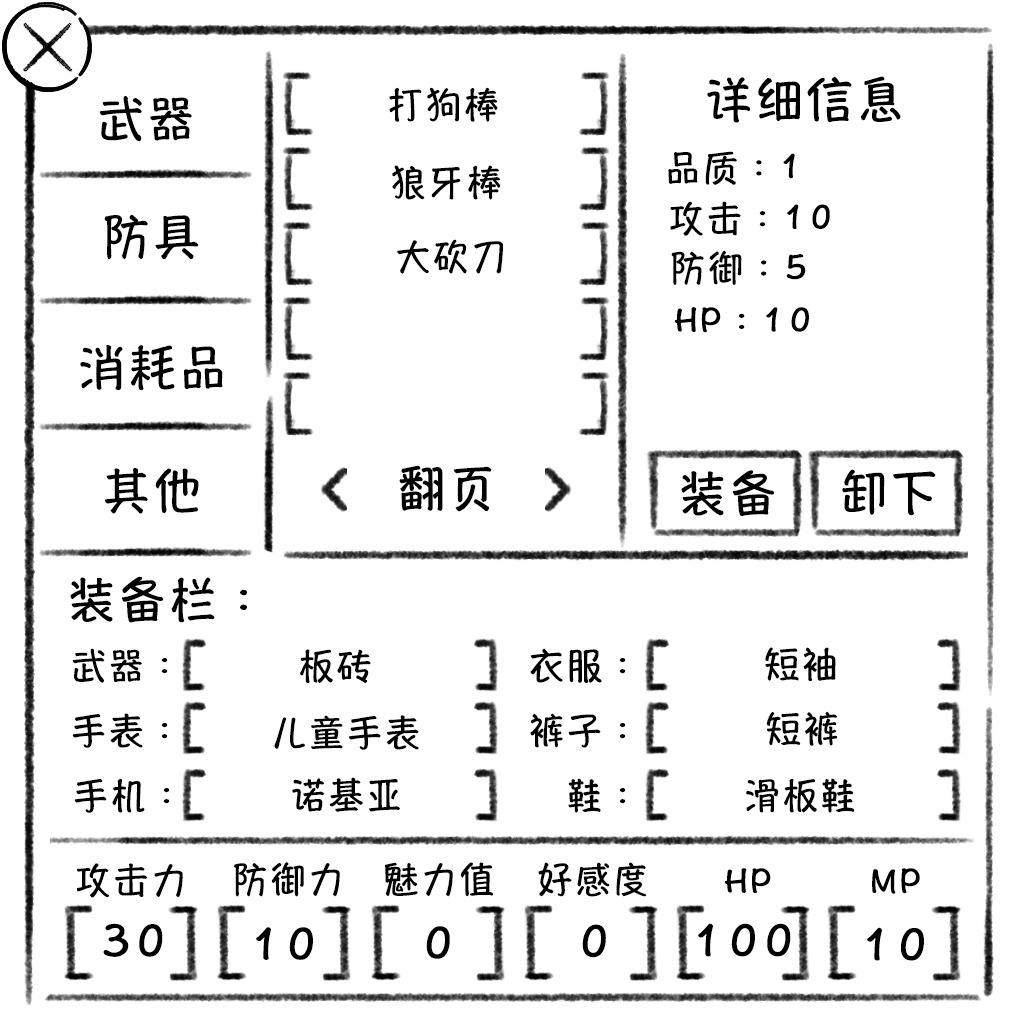 武器
防具
消耗品
其他
打狗棒
狼牙棒
大砍刀
< 翻页 >
详细信息
品质：1
攻击：10
防御：5
HP：10
装备 卸下
装备栏：
武器：[ 板砖 ] 衣服：[ 短袖 ]
手表：[ 儿童手表 ] 裤子：[ 短裤 ]
手机：[ 诺基亚 ] 鞋：[ 滑板鞋 ]
攻击力 防御力 魅力值 好感度 HP MP
[30] [10] [0] [0] [100] [10]